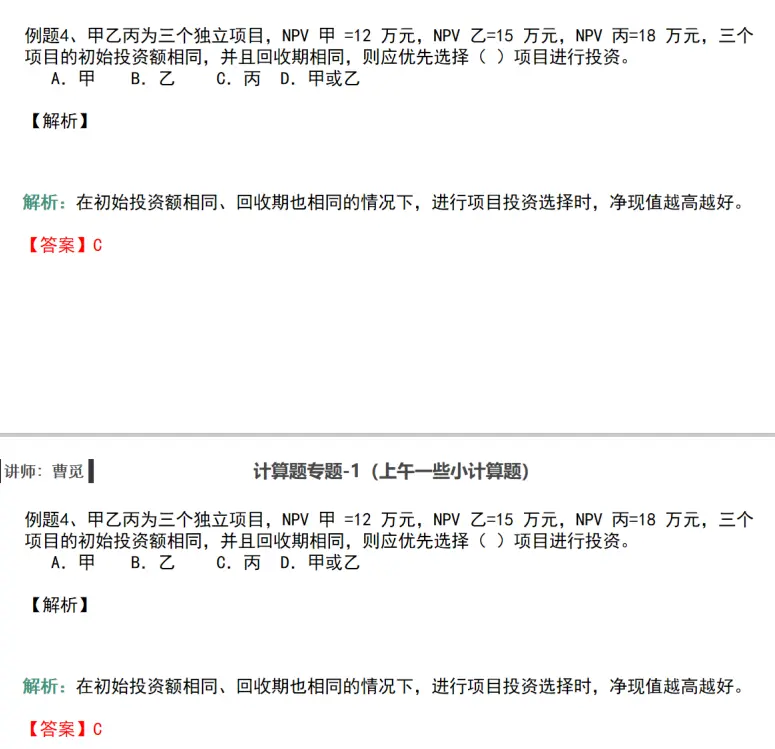 例题4、甲乙丙为三个独立项目，NPV 甲 =12 万元，NPV 乙=15 万元，NPV 丙=18 万元，三个
项目的初始投资额相同，并且回收期相同，则应优先选择（ ）项目进行投资。
A. 甲 B. 乙 C. 丙 D. 甲或乙
【解析】
解析：在初始投资额相同、回收期也相同的情况下，进行项目投资选择时，净现值越高越好。
【答案】C
讲师：曹觅
计算题专题-1（上午一些小计算题）
例题4、甲乙丙为三个独立项目，NPV 甲 =12 万元，NPV 乙=15 万元，NPV 丙=18 万元，三个
项目的初始投资额相同，并且回收期相同，则应优先选择（ ）项目进行投资。
A. 甲 B. 乙 C. 丙 D. 甲或乙
【解析】
解析：在初始投资额相同、回收期也相同的情况下，进行项目投资选择时，净现值越高越好。
【答案】C